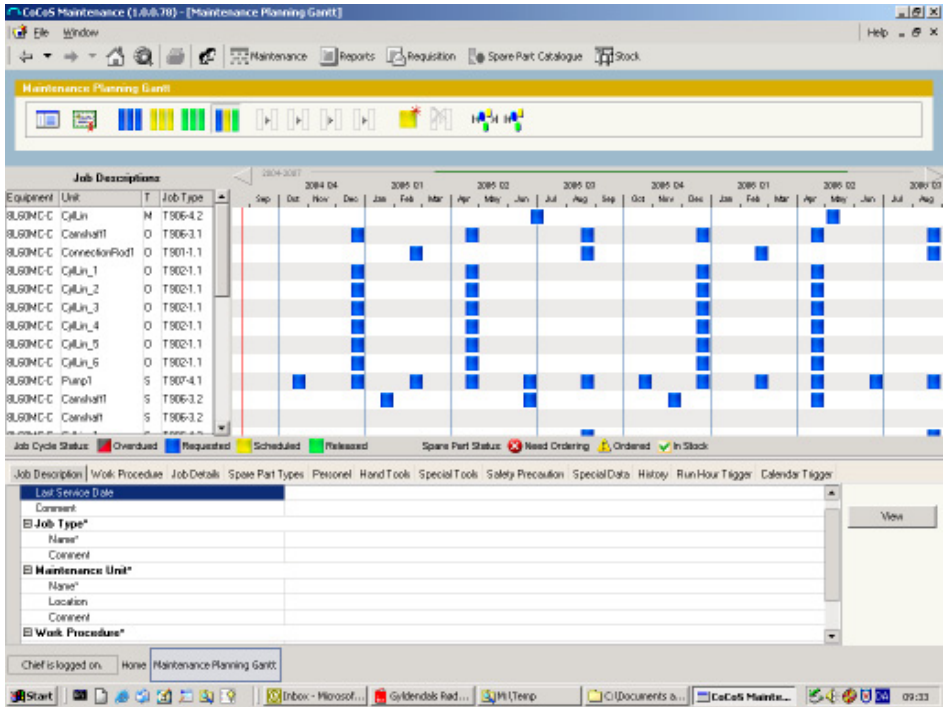 CoCoS Maintenance (1.0.0.78) - [Maintenance Planning Gantt]
File Window Help
Maintenance Reports Requisition Spare Part Catalogue Stock
Maintenance Planning Gantt
Job Descriptions 2004-2007
2004 Q4 2005 Q1 2005 Q2 2005 Q3 2005 Q4 2006 Q1 2006 Q2 2006 Q3
Equipment Unit T Job Type Sep Oct Nov Dec Jan Feb Mar Apr May Jun Jul Aug Sep Oct Nov Dec Jan Feb Mar Apr May Jun Jul Aug
8L60MC-C CylLin M T906-4.2
8L60MC-C Camshaft1 O T906-3.1
8L60MC-C ConnectionRod1 O T901-1.1
8L60MC-C CylLin_1 O T902-1.1
8L60MC-C CylLin_2 O T902-1.1
8L60MC-C CylLin_3 O T902-1.1
8L60MC-C CylLin_4 O T902-1.1
8L60MC-C CylLin_5 O T902-1.1
8L60MC-C CylLin_6 O T902-1.1
8L60MC-C Pump1 S T907-4.1
8L60MC-C Camshaft1 S T906-3.2
8L60MC-C Camshaft S T906-3.2
Job Cycle Status: Overdued Requested Scheduled Released Spare Part Status: Need Ordering Ordered In Stock
Job Description Work Procedure Job Details Spare Part Types Personel Hand Tools Special Tools Safety Precaution Special Data History Run Hour Trigger Calendar Trigger
Last Service Date
Comment
View
Job Type*
Name*
Comment
Maintenance Unit*
Name*
Location
Comment
Work Procedure*
Chief is logged on. Home Maintenance Planning Gantt
Start Inbox - Microsof... Gyldendals Rød... M:\Temp C:\Documents a... CoCoS Mainte... DA 09:33